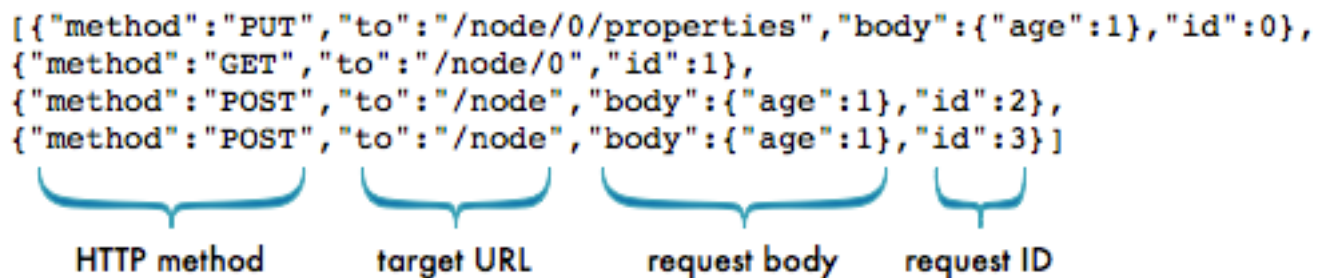 [{"method":"PUT","to":"/node/0/properties","body":{"age":1},"id":0},
{"method":"GET","to":"/node/0","id":1},
{"method":"POST","to":"/node","body":{"age":1},"id":2},
{"method":"POST","to":"/node","body":{"age":1},"id":3}]
HTTP method target URL request body request ID